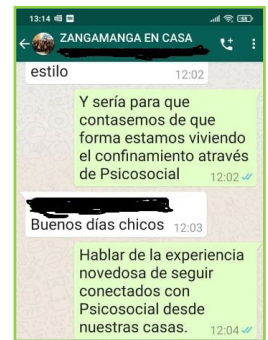 13:14
ZANGAMANGA EN CASA
estilo
12:02
Y sería para que
contasemos de que
forma estamos viviendo
el confinamiento através
de Psicosocial
12:02
Buenos días chicos
12:03
Hablar de la experiencia
novedosa de seguir
conectados con
Psicosocial desde
nuestras casas.
12:04